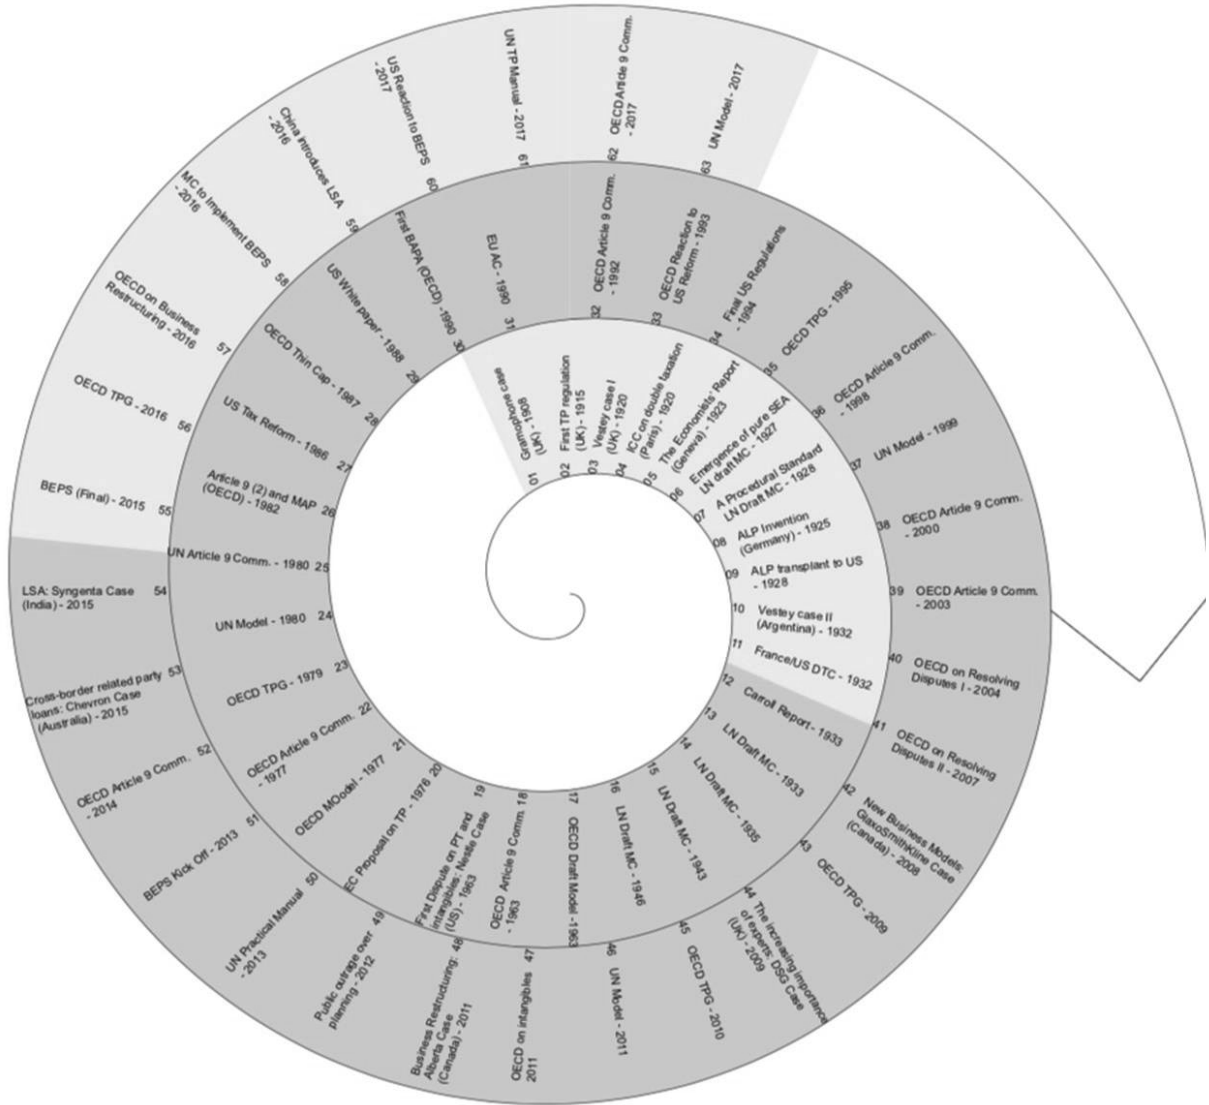 01 Gramophone case
(UK) - 1908
02 First TP regulation
(UK) - 1915
03 Vestey case I
(UK) - 1920
04 ICC on double taxation
(Paris) - 1920
05 The Economists' Report
(Geneva) - 1923
06 Emergence of pure SEA
LN draft MC - 1927
07 A Procedural Standard
LN Draft MC - 1928
08 ALP Invention
(Germany) - 1925
09 ALP transplant to US
- 1928
10 Vestey case II
(Argentina) - 1932
11 France/US DTC - 1932
12 Carroll Report - 1933
13 LN Draft MC - 1933
14 LN Draft MC - 1935
15 LN Draft MC - 1943
16 LN Draft MC - 1946
17 OECD Draft Model -1963
OECD Article 9 Comm. 18
- 1963
First Dispute on PT and 19
intangibles: Nestle Case
(US) - 1963
EC Proposal on TP - 1976 20
OECD MOodel - 1977 21
OECD Article 9 Comm. 22
- 1977
OECD TPG - 1979 23
UN Model - 1980 24
UN Article 9 Comm. - 1980 25
Article 9 (2) and MAP 26
(OECD) - 1982
US Tax Reform - 1986 27
OECD Thin Cap - 1987 28
US White paper - 1988 29
First BAPA (OECD) -1990 30
EU AC - 1990 31
32 OECD Article 9 Comm.
- 1992
33 OECD Reaction to
US Reform - 1993
34 Final US Regulations
- 1994
35 OECD TPG - 1995
36 OECD Article 9 Comm.
- 1998
37 UN Model - 1999
38 OECD Article 9 Comm.
- 2000
39 OECD Article 9 Comm.
- 2003
40 OECD on Resolving
Disputes I - 2004
41 OECD on Resolving
Disputes II - 2007
42 New Business Models:
GlaxoSmithKline Case
(Canada) - 2008
43 OECD TPG - 2009
44 The increasing importance
of experts: DSG Case
(UK) - 2009
45 OECD TPG - 2010
46 UN Model - 2011
OECD on intangibles 47
2011
Business Restructuring: 48
Alberta Case
(Canada) - 2011
Public outrage over 49
planning - 2012
UN Practical Manual 50
- 2013
BEPS Kick Off - 2013 51
OECD Article 9 Comm. 52
- 2014
Cross-border related party 53
loans: Chevron Case
(Australia) - 2015
LSA: Syngenta Case 54
(India) - 2015
BEPS (Final) - 2015 55
OECD TPG - 2016 56
OECD on Business 57
Restructuring - 2016
MC to Implement BEPS 58
- 2016
China introduces LSA 59
- 2016
US Reaction to BEPS 60
- 2017
UN TP Manual - 2017 61
62 OECD Article 9 Comm.
- 2017
63 UN Model - 2017